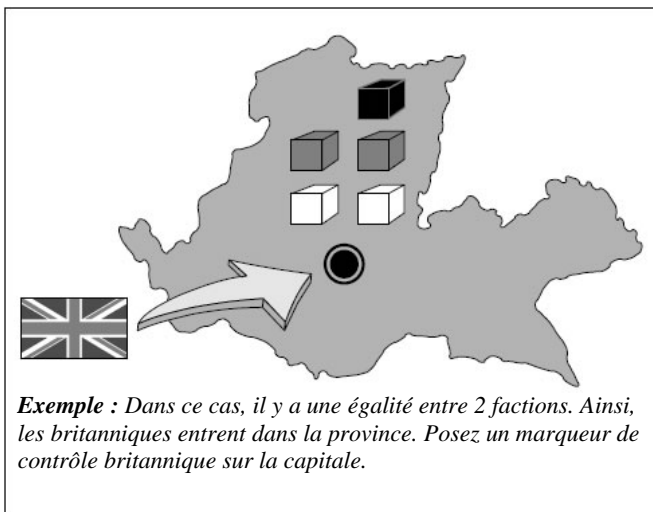 Exemple : Dans ce cas, il y a une égalité entre 2 factions. Ainsi,
les britanniques entrent dans la province. Posez un marqueur de
contrôle britannique sur la capitale.